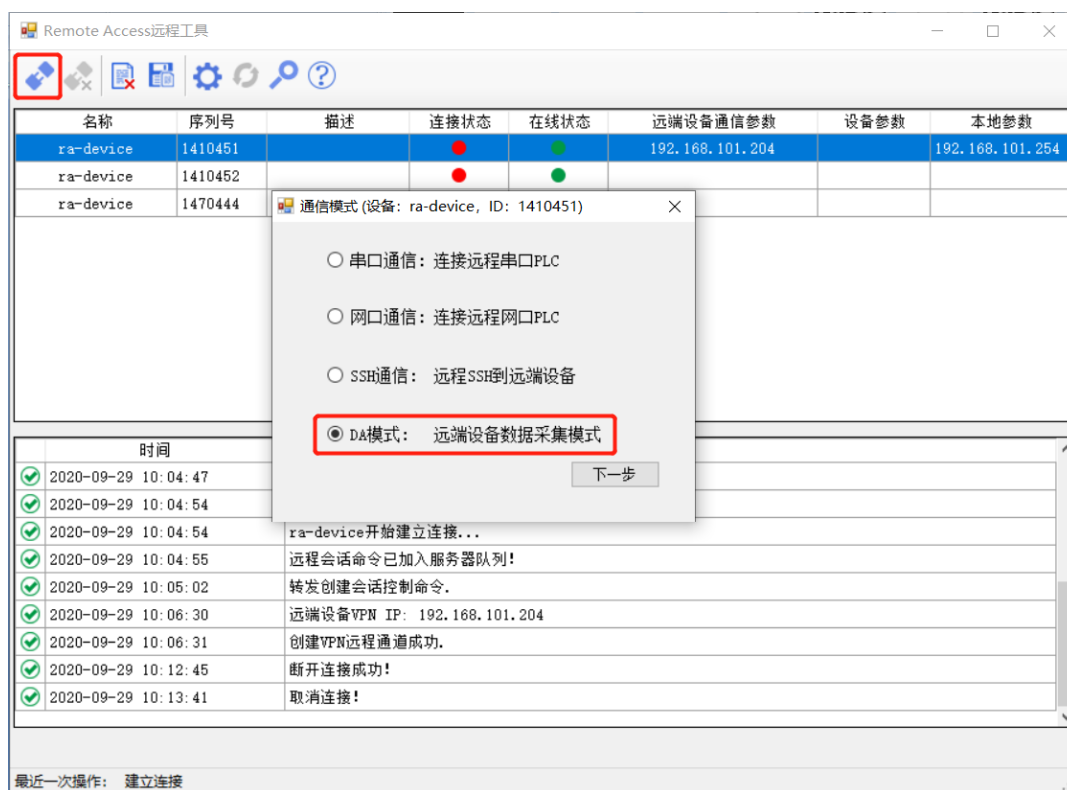 Remote Access远程工具
名称 序列号 描述 连接状态 在线状态 远端设备通信参数 设备参数 本地参数
ra-device 1410451 192.168.101.204 192.168.101.254
ra-device 1410452
ra-device 1470444
通信模式 (设备：ra-device，ID：1410451)
串口通信：连接远程串口PLC
网口通信：连接远程网口PLC
SSH通信： 远程SSH到远端设备
DA模式： 远端设备数据采集模式
下一步
时间
2020-09-29 10:04:47
2020-09-29 10:04:54
2020-09-29 10:04:54 ra-device开始建立连接...
2020-09-29 10:04:55 远程会话命令已加入服务器队列!
2020-09-29 10:05:02 转发创建会话控制命令.
2020-09-29 10:06:30 远端设备VPN IP: 192.168.101.204
2020-09-29 10:06:31 创建VPN远程通道成功.
2020-09-29 10:12:45 断开连接成功!
2020-09-29 10:13:41 取消连接!
最近一次操作： 建立连接